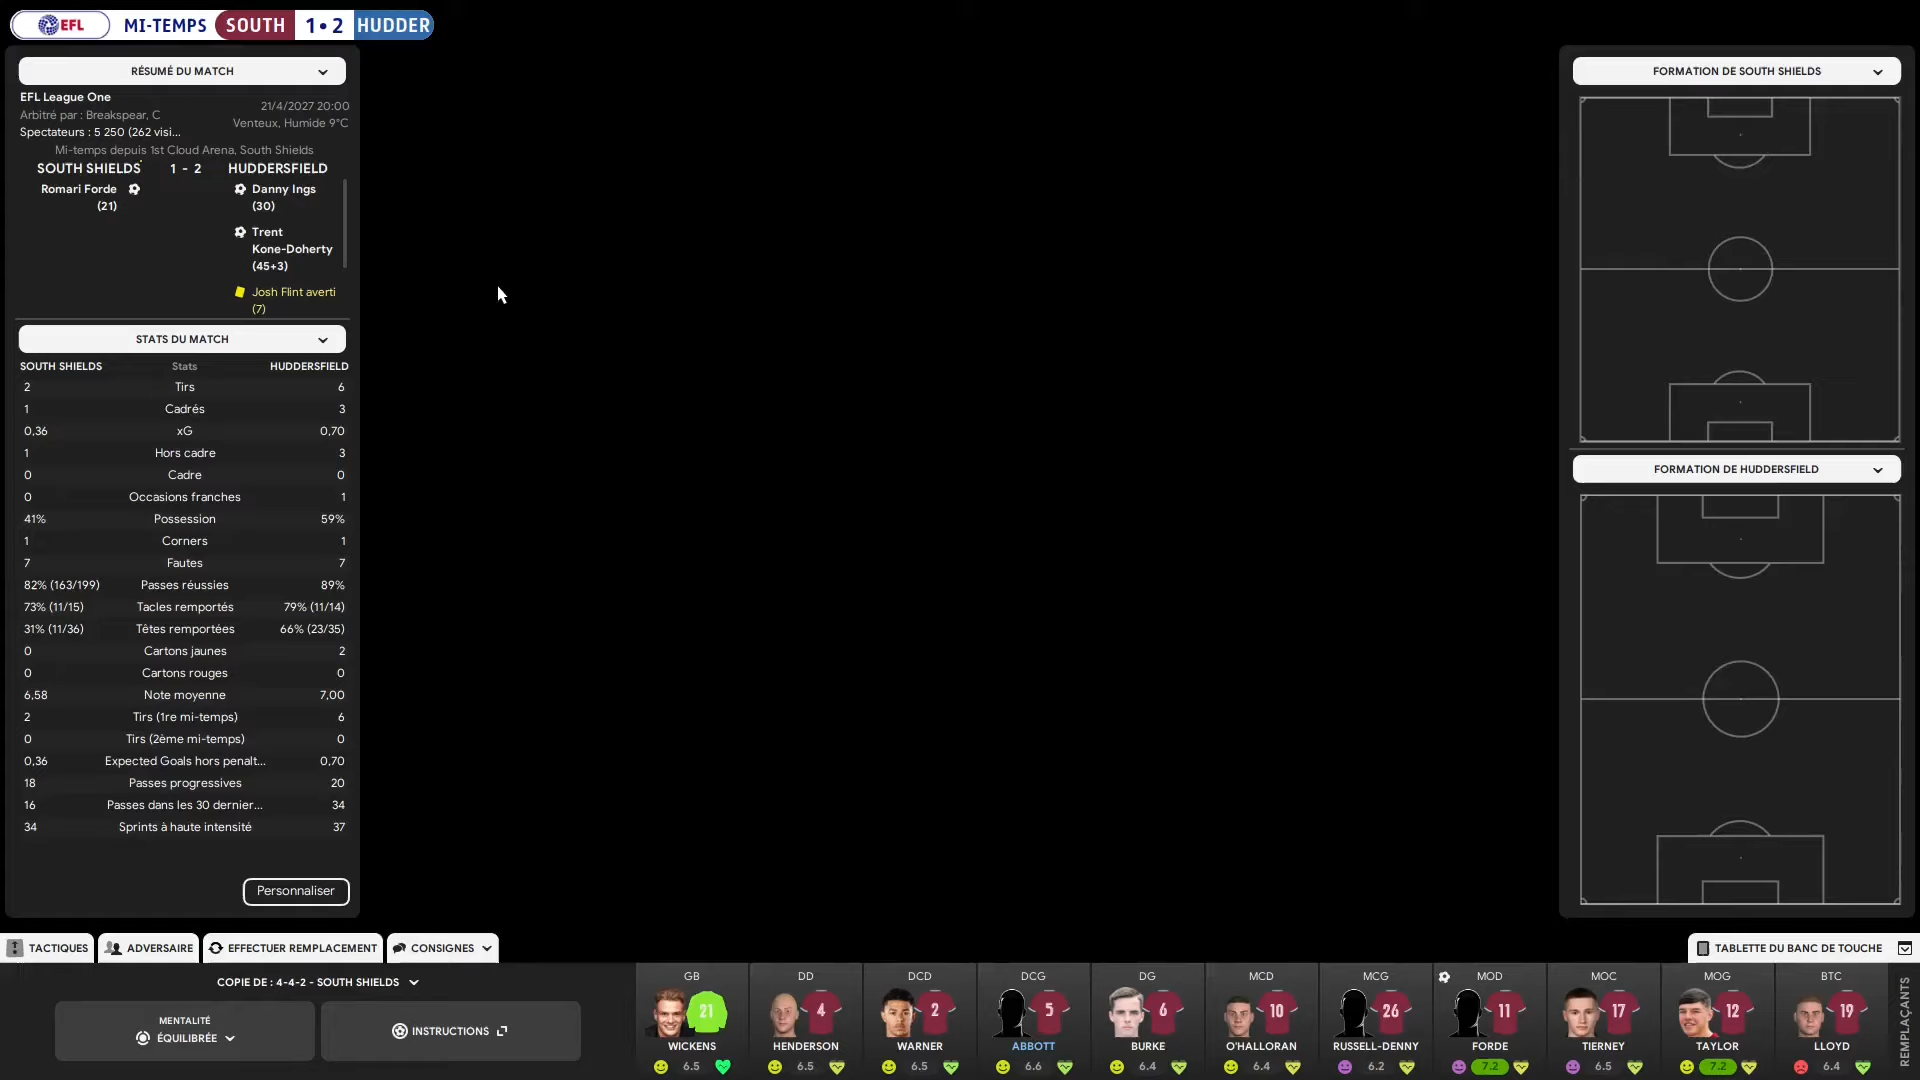 EFL MI-TEMPS SOUTH 1•2 HUDDER
RÉSUMÉ DU MATCH
EFL League One
21/4/2027 20:00
Arbitré par : Breakspear, C
Venteux, Humide 9°C
Spectateurs : 5 250 (262 visi...
Mi-temps depuis 1st Cloud Arena, South Shields
SOUTH SHIELDS 1 - 2 HUDDERSFIELD
Romari Forde
(21)
Danny Ings
(30)
Trent
Kone-Doherty
(45+3)
Josh Flint averti
(7)
STATS DU MATCH
SOUTH SHIELDS Stats HUDDERSFIELD
2 Tirs 6
1 Cadrés 3
0,36 xG 0,70
1 Hors cadre 3
0 Cadre 0
0 Occasions franches 1
41% Possession 59%
1 Corners 1
7 Fautes 7
82% (163/199) Passes réussies 89%
73% (11/15) Tacles remportés 79% (11/14)
31% (11/36) Têtes remportées 66% (23/35)
0 Cartons jaunes 2
0 Cartons rouges 0
6,58 Note moyenne 7,00
2 Tirs (1re mi-temps) 6
0 Tirs (2ème mi-temps) 0
0,36 Expected Goals hors penalt... 0,70
18 Passes progressives 20
16 Passes dans les 30 dernier... 34
34 Sprints à haute intensité 37
Personnaliser
FORMATION DE SOUTH SHIELDS
FORMATION DE HUDDERSFIELD
TACTIQUES ADVERSAIRE EFFECTUER REMPLACEMENT CONSIGNES
TABLETTE DU BANC DE TOUCHE
COPIE DE : 4-4-2 - SOUTH SHIELDS
MENTALITÉ
ÉQUILIBRÉE
INSTRUCTIONS
GB DD DCD DCG DG MCD MCG MOD MOC MOG BTC
21 4 2 5 6 10 26 11 17 12 19
WICKENS HENDERSON WARNER ABBOTT BURKE O'HALLORAN RUSSELL-DENNY FORDE TIERNEY TAYLOR LLOYD
6.5 6.5 6.5 6.6 6.4 6.4 6.2 7.2 6.5 7.2 6.4
REMPLAÇANTS